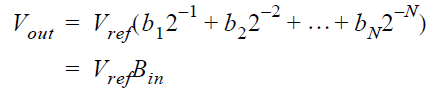 V_out = V_ref(b_1 2^{-1} + b_2 2^{-2} + … + b_N 2^{-N})
= V_ref B_in